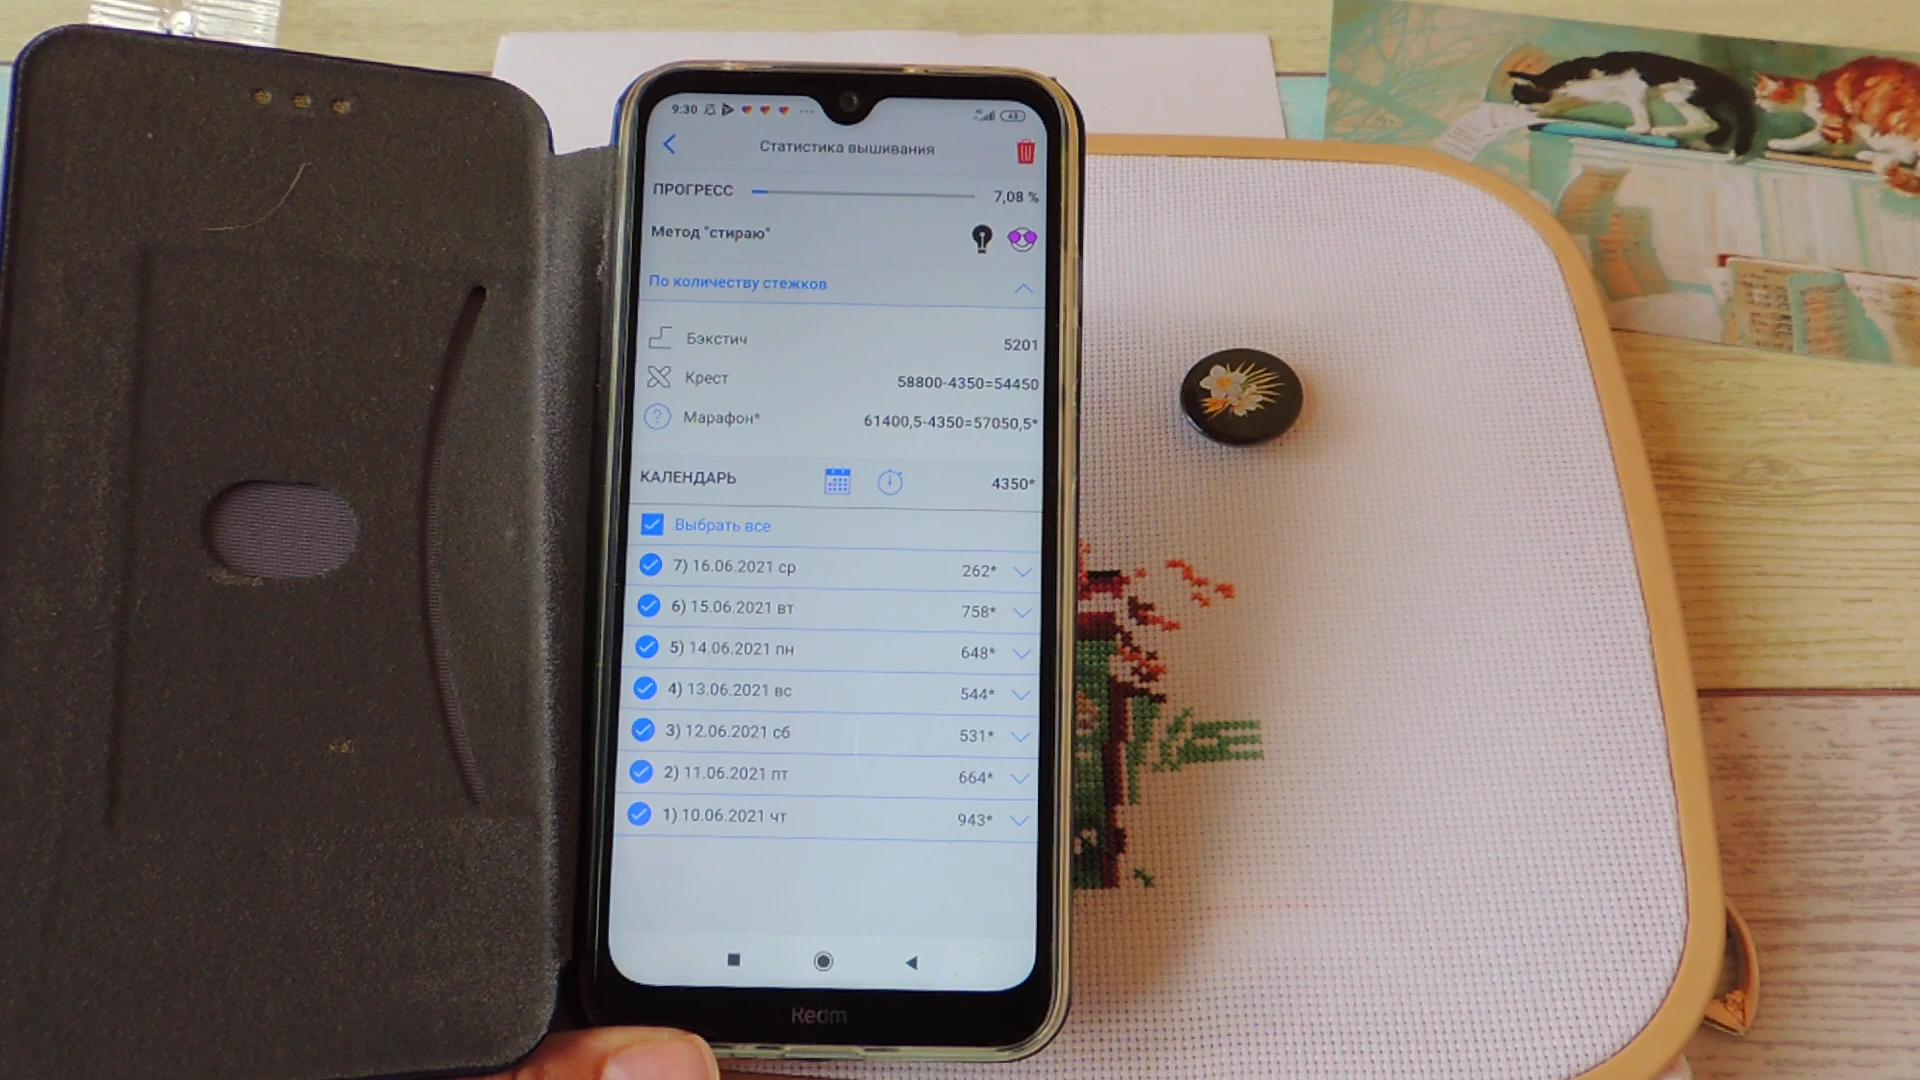 9:30 ... 43
Статистика вышивания
ПРОГРЕСС 7,08 %
Метод "стираю"
По количеству стежков
Бэкстич 5201
Крест 58800-4350=54450
Марафон* 61400,5-4350=57050,5*
КАЛЕНДАРЬ 4350*
Выбрать все
7) 16.06.2021 ср 262*
6) 15.06.2021 вт 758*
5) 14.06.2021 пн 648*
4) 13.06.2021 вс 544*
3) 12.06.2021 сб 531*
2) 11.06.2021 пт 664*
1) 10.06.2021 чт 943*
Redmi